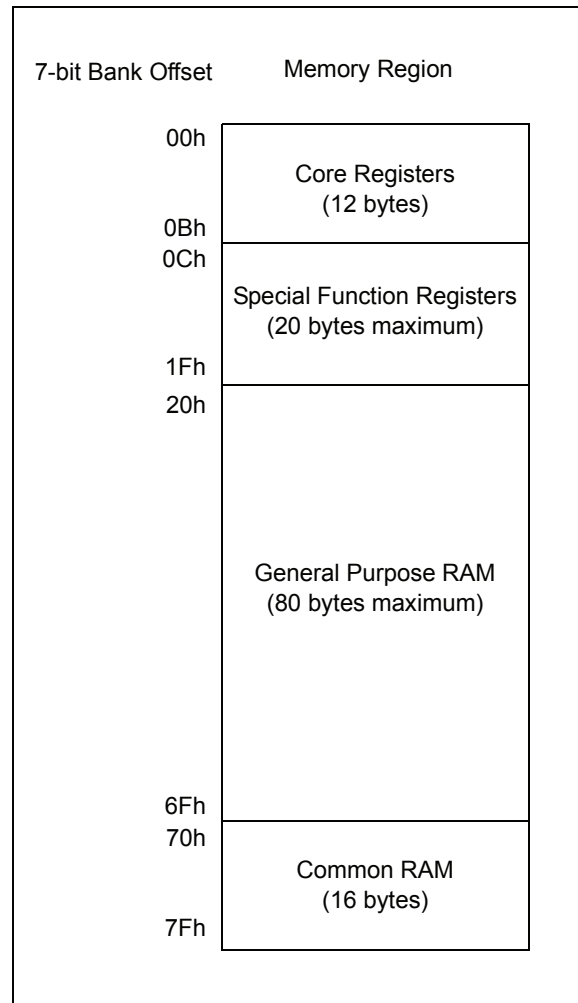 7-bit Bank Offset Memory Region
00h
Core Registers
(12 bytes)
0Bh
0Ch
Special Function Registers
(20 bytes maximum)
1Fh
20h
General Purpose RAM
(80 bytes maximum)
6Fh
70h
Common RAM
(16 bytes)
7Fh